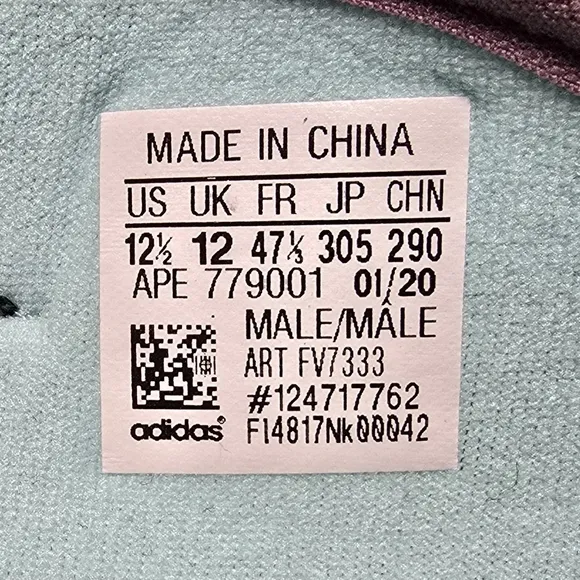 MADE IN CHINA
US UK FR JP CHN
12½ 12 47⅓ 305 290
APE 779001 01/20
MALE/MÂLE
ART FV7333
#124717762
adidas® F14817Nk00042